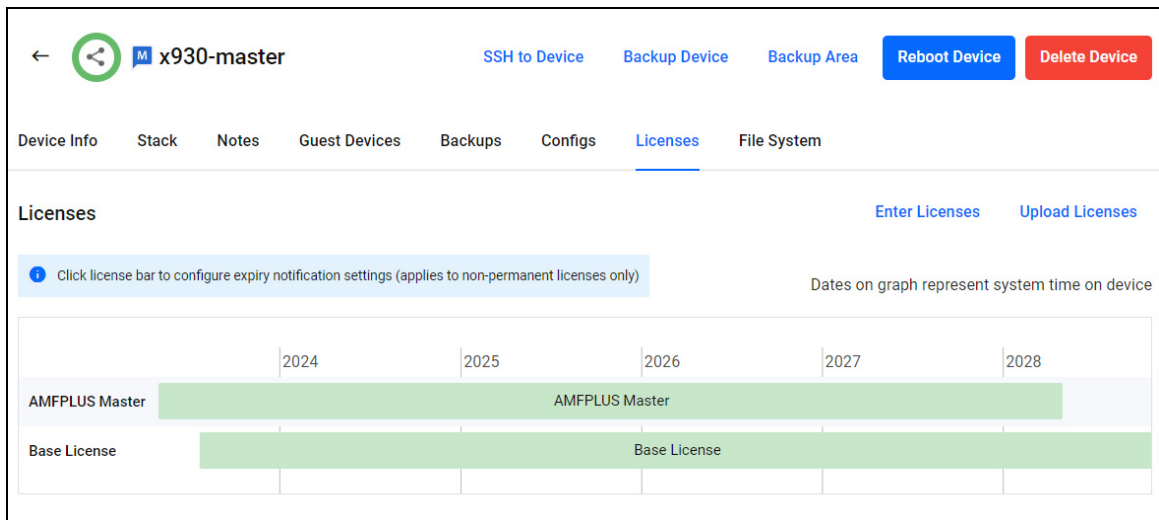 M x930-master SSH to Device Backup Device Backup Area Reboot Device Delete Device
Device Info Stack Notes Guest Devices Backups Configs Licenses File System
Licenses Enter Licenses Upload Licenses
Click license bar to configure expiry notification settings (applies to non-permanent licenses only)
Dates on graph represent system time on device
2024 2025 2026 2027 2028
AMFPLUS Master AMFPLUS Master
Base License Base License